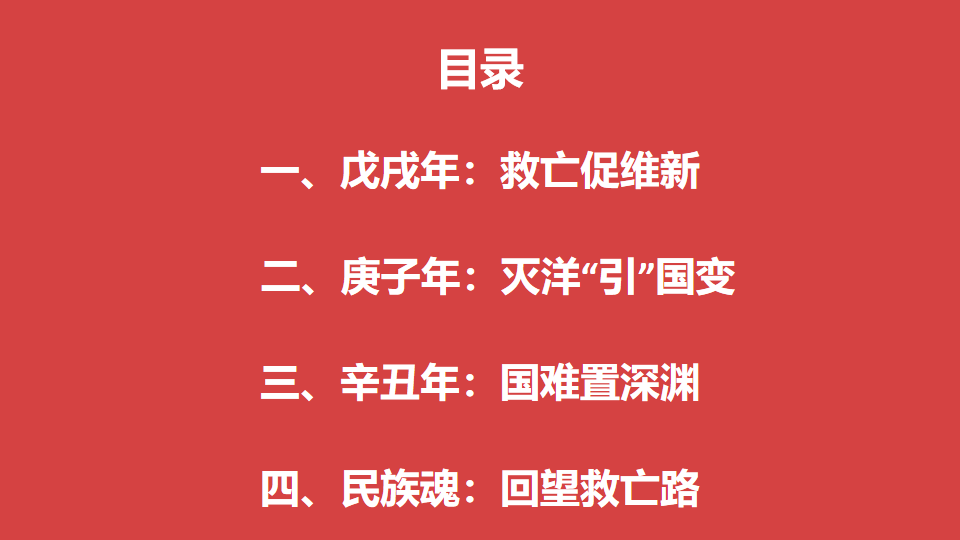 目录
一、戊戌年：救亡促维新
二、庚子年：灭洋“引”国变
三、辛丑年：国难置深渊
四、民族魂：回望救亡路